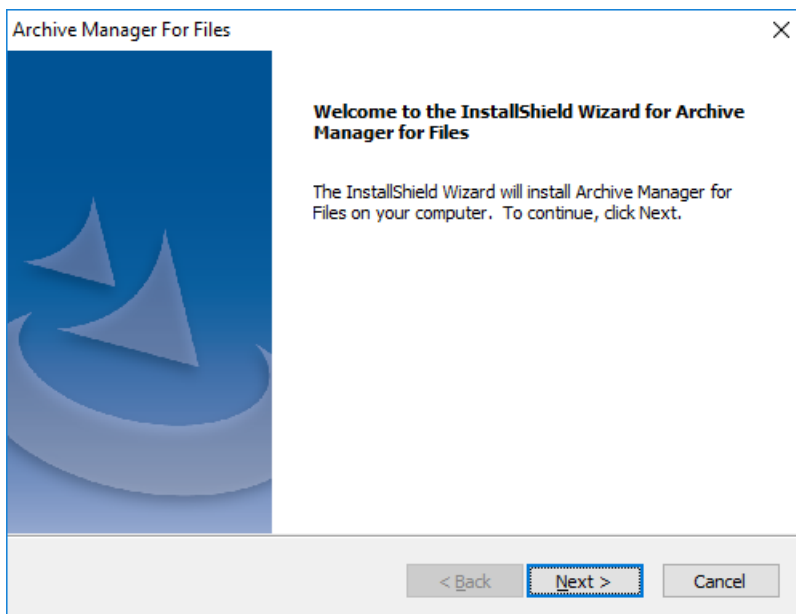 Archive Manager For Files
Welcome to the InstallShield Wizard for Archive
Manager for Files
The InstallShield Wizard will install Archive Manager for
Files on your computer.  To continue, click Next.
< Back
Next >
Cancel